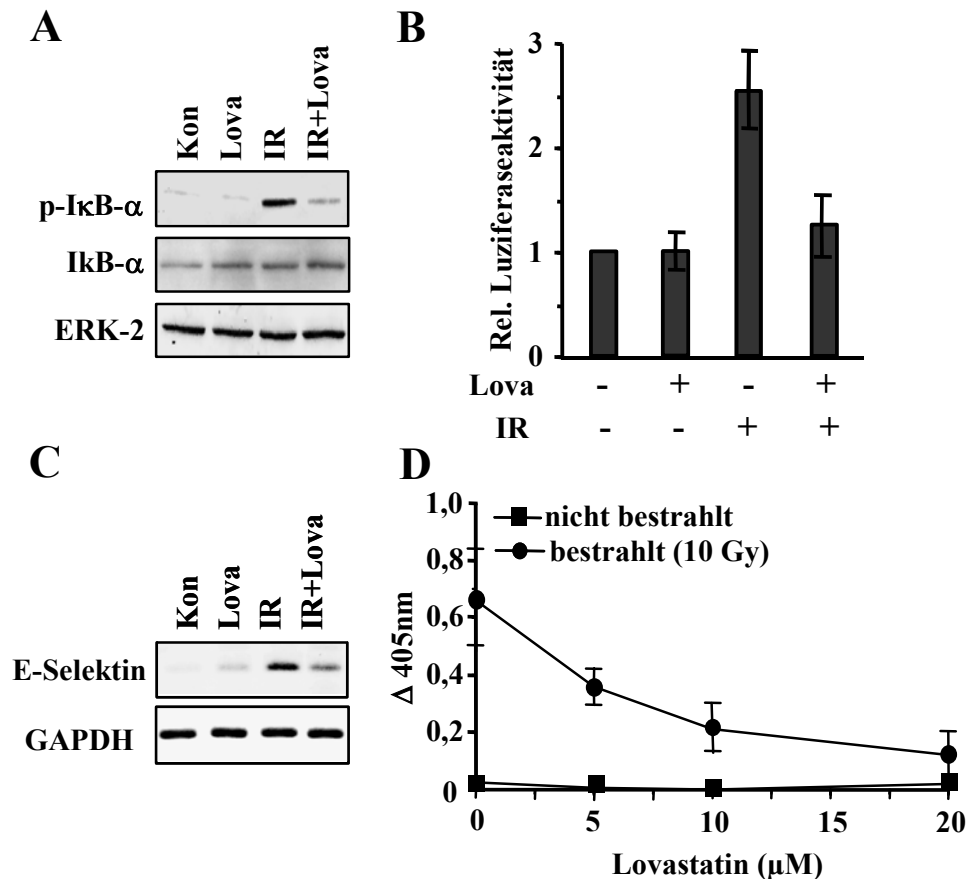 A
Kon
Lova
IR
IR+Lova
p-IκB-α
IkB-α
ERK-2
B
Rel. Luziferaseaktivität
3
2
1
0
Lova - + - +
IR - - + +
C
Kon
Lova
IR
IR+Lova
E-Selektin
GAPDH
D
nicht bestrahlt
bestrahlt (10 Gy)
Δ 405nm
1,0
0,8
0,6
0,4
0,2
0
0 5 10 15 20
Lovastatin (µM)